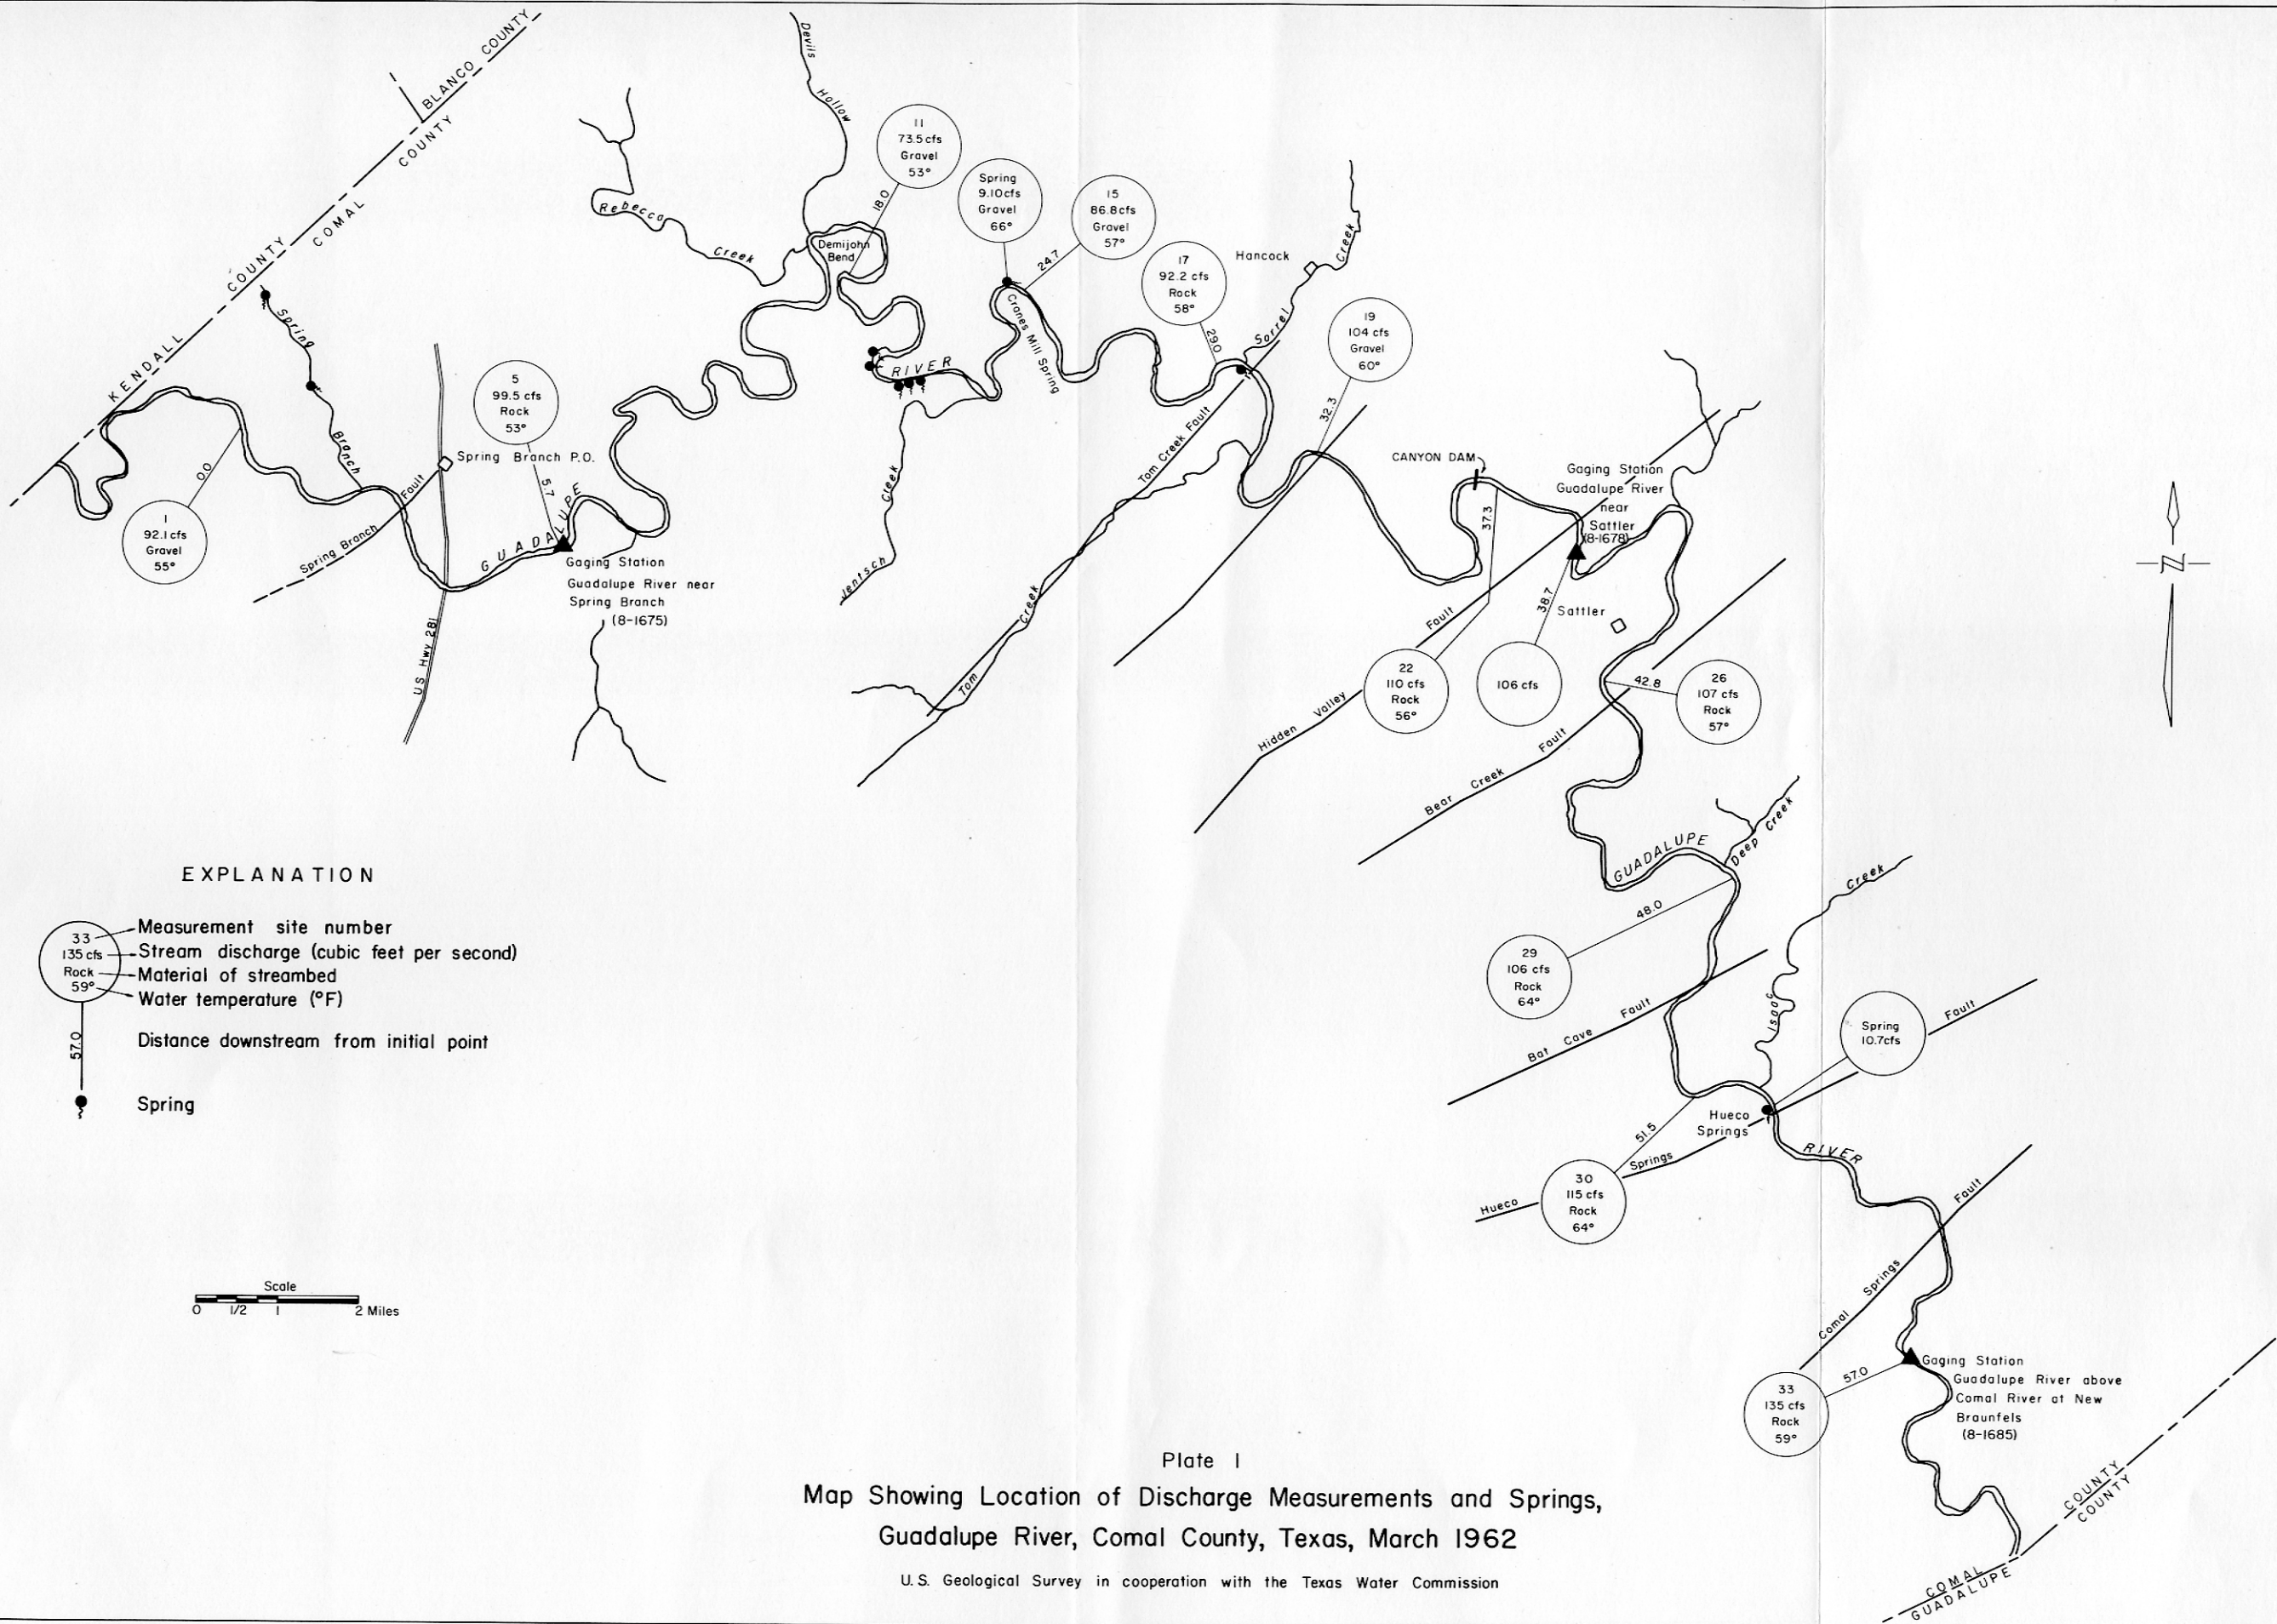 BLANCO COUNTY
COUNTY
KENDALL COUNTY
COMAL
Devils Hollow
Rebecca Creek
Demijohn
Bend
11
73.5 cfs
Gravel
53°
18.0
Spring
9.10 cfs
Gravel
66°
15
86.8 cfs
Gravel
57°
24.7
Cranes Mill Spring
17
92.2 cfs
Rock
58°
29.0
Hancock
Sorrel Creek
19
104 cfs
Gravel
60°
32.3
Spring Branch
1
92.1 cfs
Gravel
55°
0.0
5
99.5 cfs
Rock
53°
5.7
Spring Branch P.O.
Spring Branch Fault
US Hwy 281
GUADALUPE
RIVER
Gaging Station
Guadalupe River near
Spring Branch
(8-1675)
Jentsch Creek
Tom Creek
Tom Creek Fault
CANYON DAM
37.3
Gaging Station
Guadalupe River
near
Sattler
(8-1678)
38.7
Sattler
22
110 cfs
Rock
56°
106 cfs
42.8
26
107 cfs
Rock
57°
Hidden Valley Fault
Bear Creek Fault
N
GUADALUPE
Deep Creek
48.0
29
106 cfs
Rock
64°
Isaac Creek
Bat Cave Fault
Spring
10.7 cfs
Hueco
Springs
51.5
30
115 cfs
Rock
64°
Hueco Springs Fault
RIVER
Comal Springs Fault
57.0
33
135 cfs
Rock
59°
Gaging Station
Guadalupe River above
Comal River at New
Braunfels
(8-1685)
COMAL COUNTY
GUADALUPE COUNTY
EXPLANATION
33
135 cfs
Rock
59°
Measurement site number
Stream discharge (cubic feet per second)
Material of streambed
Water temperature (°F)
57.0
Distance downstream from initial point
Spring
Scale
0 1/2 1 2 Miles
Plate 1
Map Showing Location of Discharge Measurements and Springs,
Guadalupe River, Comal County, Texas, March 1962
U. S. Geological Survey in cooperation with the Texas Water Commission